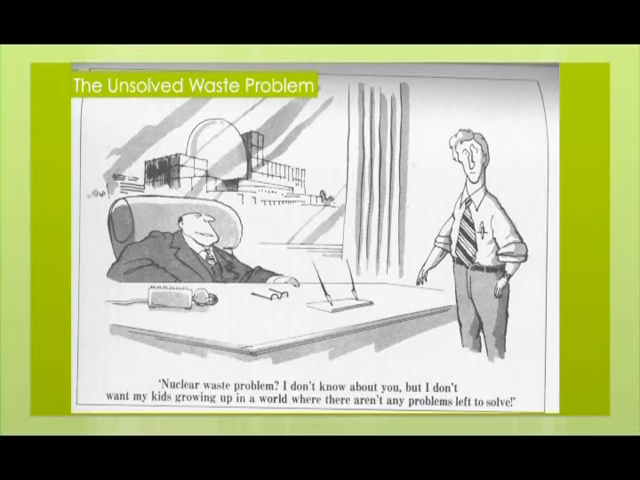 The Unsolved Waste Problem
'Nuclear waste problem? I don't know about you, but I don't
want my kids growing up in a world where there aren't any problems left to solve!'